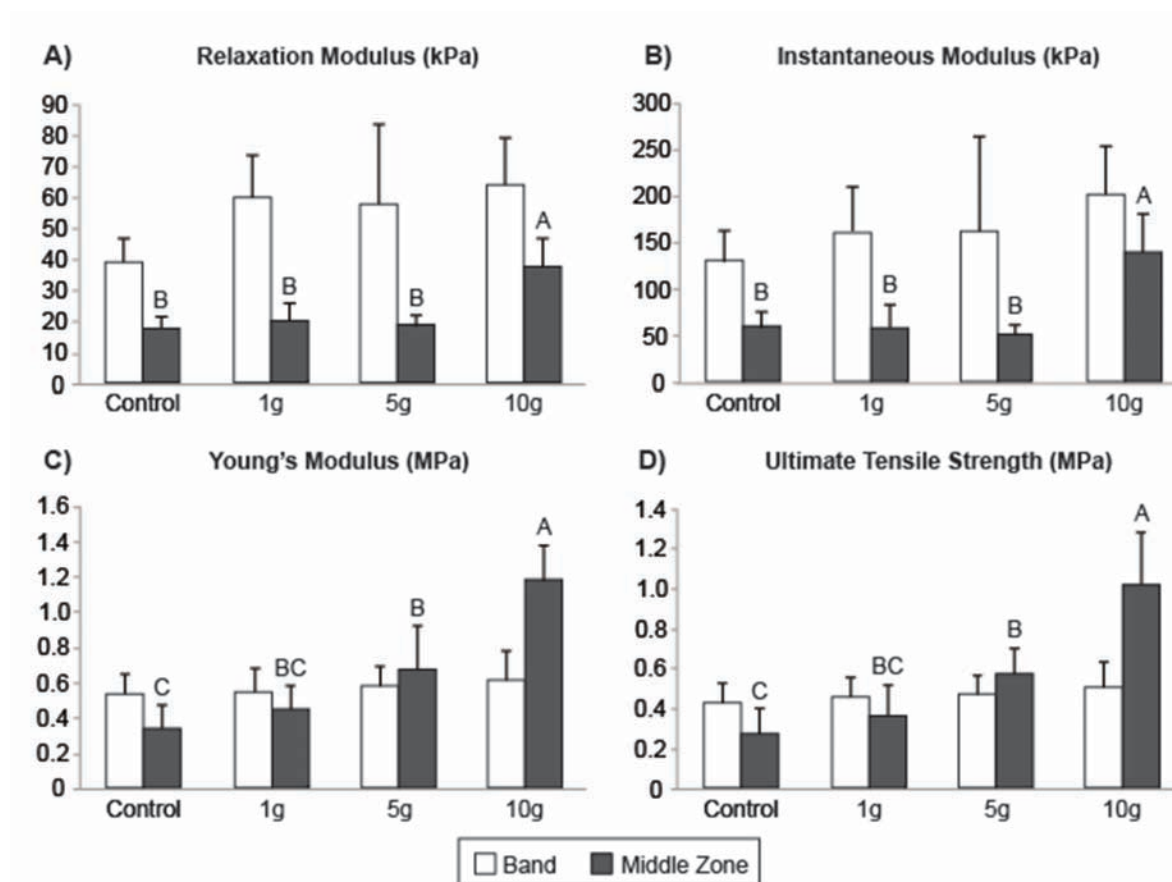 A) Relaxation Modulus (kPa)
90
80
70
60
50
40
30
20
10
0
B
B
B
A
Control 1g 5g 10g
B) Instantaneous Modulus (kPa)
300
250
200
150
100
50
0
B
B
B
A
Control 1g 5g 10g
C) Young's Modulus (MPa)
1.6
1.4
1.2
1.0
0.8
0.6
0.4
0.2
0
C
BC
B
A
Control 1g 5g 10g
D) Ultimate Tensile Strength (MPa)
1.4
1.2
1.0
0.8
0.6
0.4
0.2
0
C
BC
B
A
Control 1g 5g 10g
Band Middle Zone